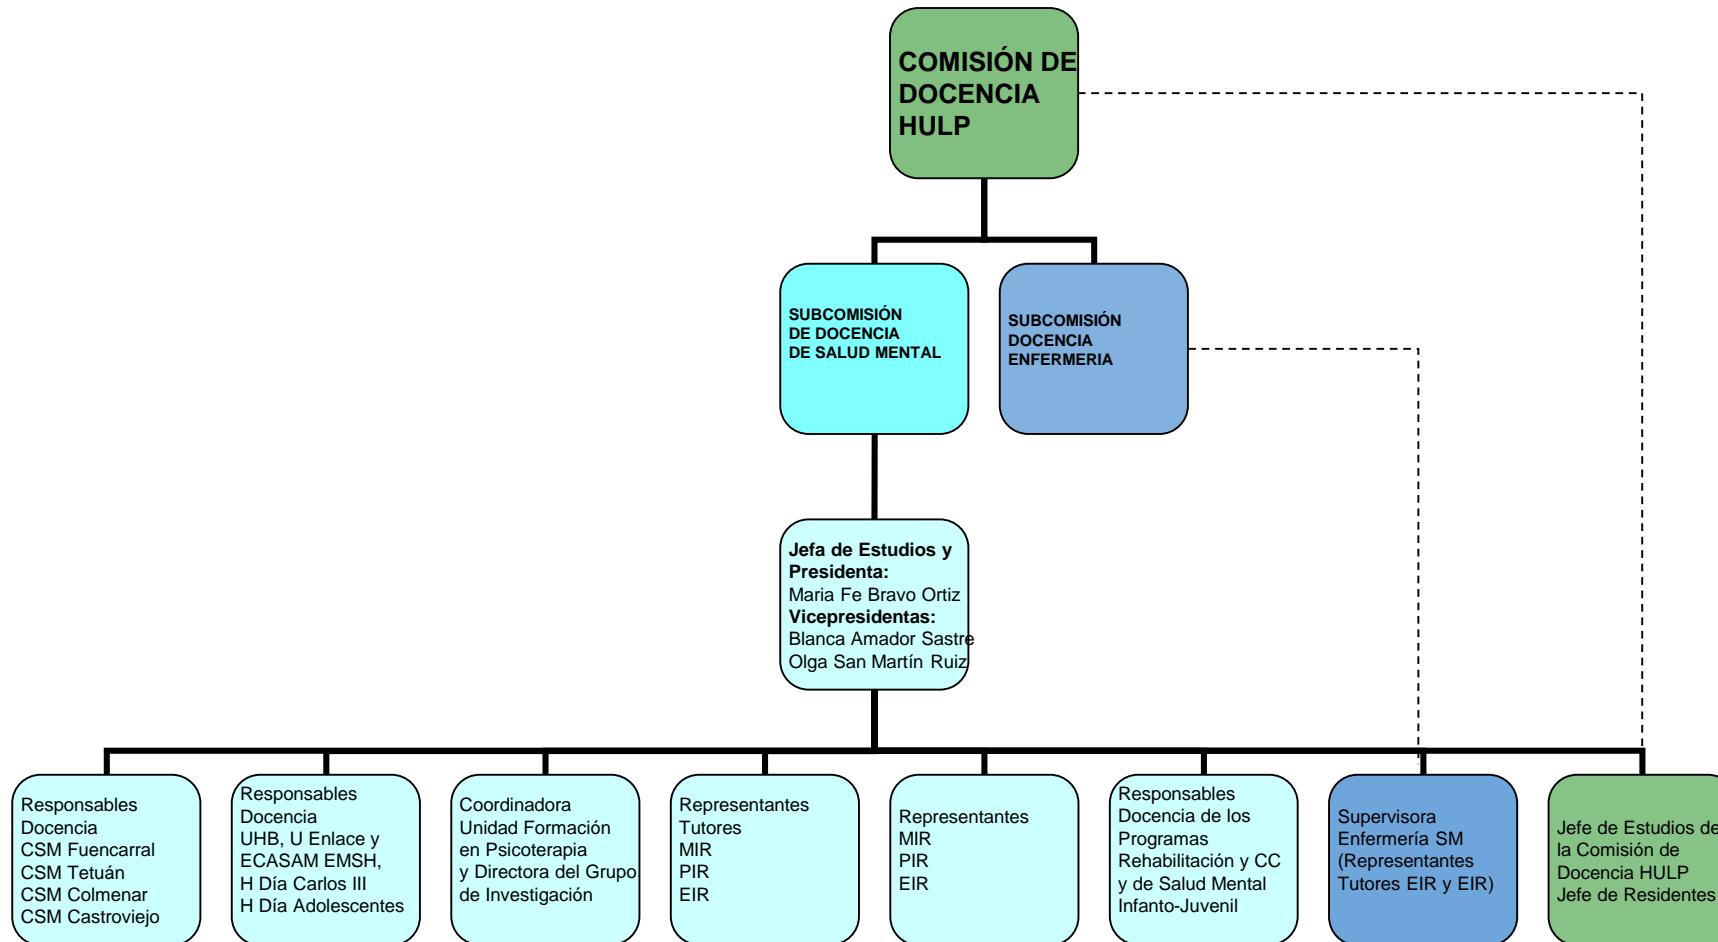 COMISIÓN DE
DOCENCIA
HULP
SUBCOMISIÓN
DE DOCENCIA
DE SALUD MENTAL
SUBCOMISIÓN
DOCENCIA
ENFERMERIA
Jefa de Estudios y
Presidenta:
Maria Fe Bravo Ortiz
Vicepresidentas:
Blanca Amador Sastre
Olga San Martín Ruiz
Responsables
Docencia
CSM Fuencarral
CSM Tetuán
CSM Colmenar
CSM Castroviejo
Responsables
Docencia
UHB, U Enlace y
ECASAM EMSH,
H Día Carlos III
H Día Adolescentes
Coordinadora
Unidad Formación
en Psicoterapia
y Directora del Grupo
de Investigación
Representantes
Tutores
MIR
PIR
EIR
Representantes
MIR
PIR
EIR
Responsables
Docencia de los
Programas
Rehabilitación y CC
y de Salud Mental
Infanto-Juvenil
Supervisora
Enfermería SM
(Representantes
Tutores EIR y EIR)
Jefe de Estudios de
la Comisión de
Docencia HULP
Jefe de Residentes